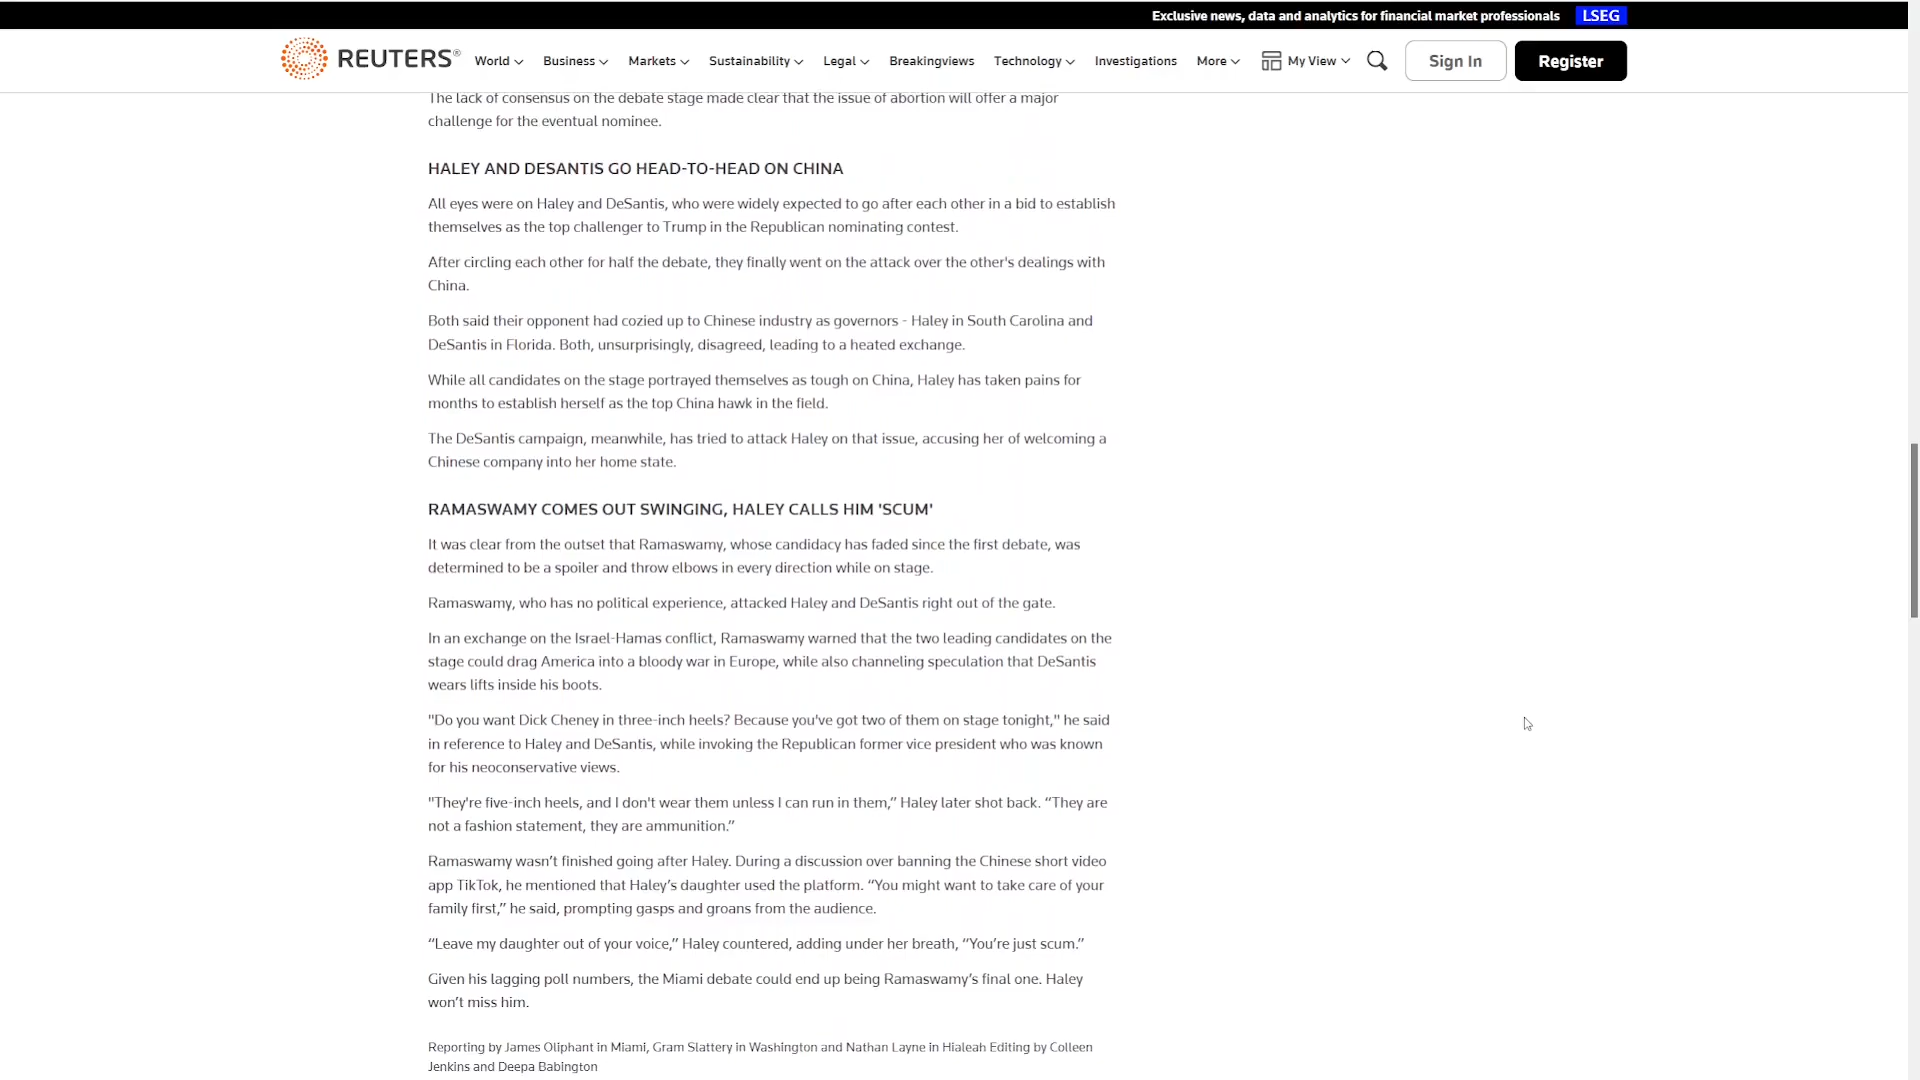 Exclusive news, data and analytics for financial market professionals LSEG
REUTERS® World Business Markets Sustainability Legal Breakingviews Technology Investigations More My View Sign In Register
The lack of consensus on the debate stage made clear that the issue of abortion will offer a major
challenge for the eventual nominee.
HALEY AND DESANTIS GO HEAD-TO-HEAD ON CHINA
All eyes were on Haley and DeSantis, who were widely expected to go after each other in a bid to establish
themselves as the top challenger to Trump in the Republican nominating contest.
After circling each other for half the debate, they finally went on the attack over the other's dealings with
China.
Both said their opponent had cozied up to Chinese industry as governors - Haley in South Carolina and
DeSantis in Florida. Both, unsurprisingly, disagreed, leading to a heated exchange.
While all candidates on the stage portrayed themselves as tough on China, Haley has taken pains for
months to establish herself as the top China hawk in the field.
The DeSantis campaign, meanwhile, has tried to attack Haley on that issue, accusing her of welcoming a
Chinese company into her home state.
RAMASWAMY COMES OUT SWINGING, HALEY CALLS HIM 'SCUM'
It was clear from the outset that Ramaswamy, whose candidacy has faded since the first debate, was
determined to be a spoiler and throw elbows in every direction while on stage.
Ramaswamy, who has no political experience, attacked Haley and DeSantis right out of the gate.
In an exchange on the Israel-Hamas conflict, Ramaswamy warned that the two leading candidates on the
stage could drag America into a bloody war in Europe, while also channeling speculation that DeSantis
wears lifts inside his boots.
"Do you want Dick Cheney in three-inch heels? Because you've got two of them on stage tonight," he said
in reference to Haley and DeSantis, while invoking the Republican former vice president who was known
for his neoconservative views.
"They're five-inch heels, and I don't wear them unless I can run in them,” Haley later shot back. “They are
not a fashion statement, they are ammunition.”
Ramaswamy wasn’t finished going after Haley. During a discussion over banning the Chinese short video
app TikTok, he mentioned that Haley’s daughter used the platform. “You might want to take care of your
family first,” he said, prompting gasps and groans from the audience.
“Leave my daughter out of your voice,” Haley countered, adding under her breath, “You’re just scum.”
Given his lagging poll numbers, the Miami debate could end up being Ramaswamy’s final one. Haley
won’t miss him.
Reporting by James Oliphant in Miami, Gram Slattery in Washington and Nathan Layne in Hialeah Editing by Colleen
Jenkins and Deepa Babington